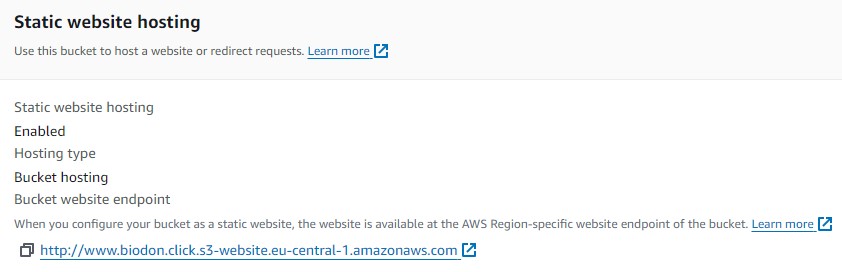 Static website hosting
Use this bucket to host a website or redirect requests. Learn more
Static website hosting
Enabled
Hosting type
Bucket hosting
Bucket website endpoint
When you configure your bucket as a static website, the website is available at the AWS Region-specific website endpoint of the bucket. Learn more
http://www.biodon.click.s3-website.eu-central-1.amazonaws.com